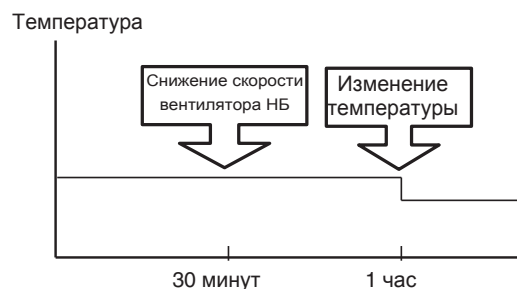 Температура
Снижение скорости
вентилятора НБ
Изменение
температуры
30 минут
1 час